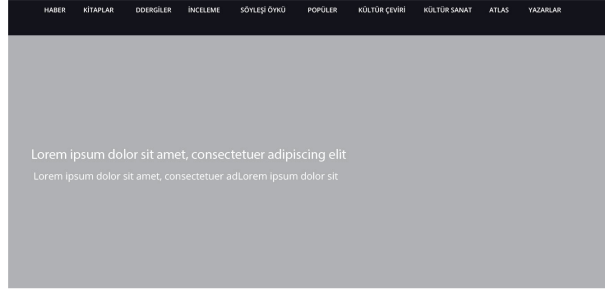 HABER KİTAPLAR DDERGİLER İNCELEME SÖYLEŞİ ÖYKÜ POPÜLER KÜLTÜR ÇEVİRİ KÜLTÜR SANAT ATLAS YAZARLAR
Lorem ipsum dolor sit amet, consectetuer adipiscing elit
Lorem ipsum dolor sit amet, consectetuer adLorem ipsum dolor sit